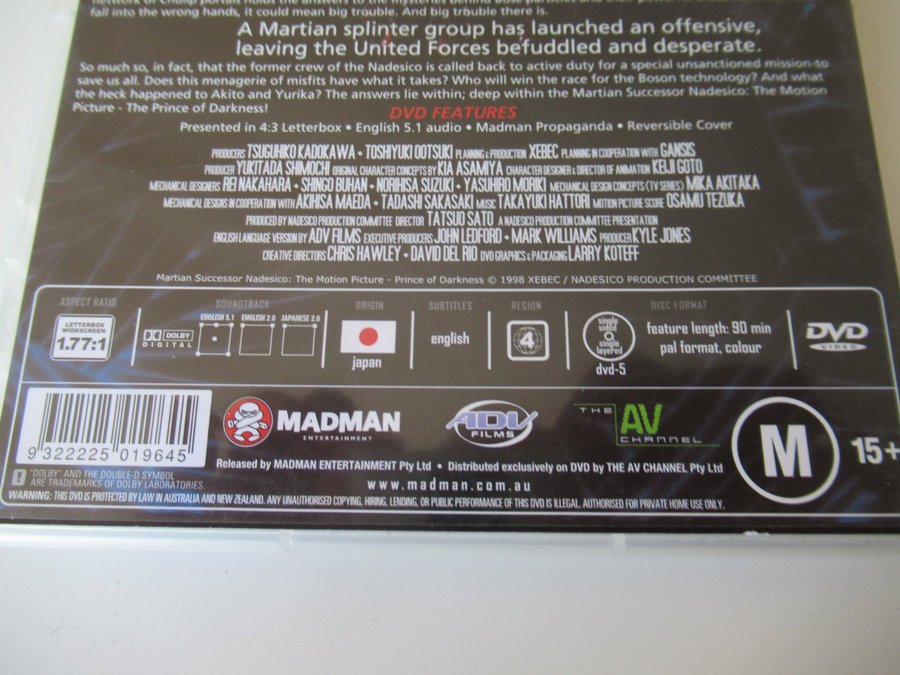 fall into the wrong hands, it could mean big trouble. And big trouble there is.
A Martian splinter group has launched an offensive,
leaving the United Forces befuddled and desperate.
So much so, in fact, that the former crew of the Nadesico is called back to active duty for a special unsanctioned mission-to
save us all. Does this menagerie of misfits have what it takes? Who will win the race for the Boson technology? And what
the heck happened to Akito and Yurika? The answers lie within; deep within the Martian Successor Nadesico: The Motion
Picture - The Prince of Darkness!
DVD FEATURES
Presented in 4:3 Letterbox • English 5.1 audio • Madman Propaganda • Reversible Cover
PRODUCERS TSUGUHIKO KADOKAWA • TOSHIYUKI OOTSUKI PLANNING & PRODUCTION XEBEC PLANNING IN COOPERATION WITH GANSIS
PRODUCER YUKITADA SHIMOCHI ORIGINAL CHARACTER CONCEPTS BY KIA ASAMIYA CHARACTER DESIGNER & DIRECTOR OF ANIMATION KEIJI GOTO
MECHANICAL DESIGNERS REI NAKAHARA • SHINGO BUHAN • NORIHISA SUZUKI • YASUHIRO MORIKI MECHANICAL DESIGN CONCEPTS (TV SERIES) MIKA AKITAKA
MECHANICAL DESIGNS IN COOPERATION WITH AKIHISA MAEDA • TADASHI SAKASAKI MUSIC TAKAYUKI HATTORI MOTION PICTURE SCORE OSAMU TEZUKA
PRODUCED BY NADESICO PRODUCTION COMMITTEE DIRECTOR TATSUO SATO A NADESICO PRODUCTION COMMITTEE PRESENTATION
ENGLISH LANGUAGE VERSION BY ADV FILMS EXECUTIVE PRODUCERS JOHN LEDFORD • MARK WILLIAMS PRODUCER KYLE JONES
CREATIVE DIRECTORS CHRIS HAWLEY • DAVID DEL RIO DVD GRAPHICS & PACKAGING LARRY KOTEFF
Martian Successor Nadesico: The Motion Picture - Prince of Darkness © 1998 XEBEC / NADESICO PRODUCTION COMMITTEE
ASPECT RATIO
LETTERBOX
WIDESCREEN
1.77:1
SOUNDTRACK
ENGLISH 5.1 ENGLISH 2.0 JAPANESE 2.0
DOLBY
DIGITAL
ORIGIN
japan
SUBTITLES
english
REGION
4
DISC FORMAT
single
sided
single
layered
dvd-5
feature length: 90 min
pal format, colour
DVD
VIDEO
9 322225 019645
MADMAN
ENTERTAINMENT
ADV
FILMS
THE AV
CHANNEL
M
15+
Released by MADMAN ENTERTAINMENT Pty Ltd • Distributed exclusively on DVD by THE AV CHANNEL Pty Ltd
www.madman.com.au
"DOLBY" AND THE DOUBLE-D SYMBOL
ARE TRADEMARKS OF DOLBY LABORATORIES.
WARNING: THIS DVD IS PROTECTED BY LAW IN AUSTRALIA AND NEW ZEALAND. ANY UNAUTHORISED COPYING, HIRING, LENDING, OR PUBLIC PERFORMANCE OF THIS DVD IS ILLEGAL. AUTHORISED FOR PRIVATE HOME USE ONLY.